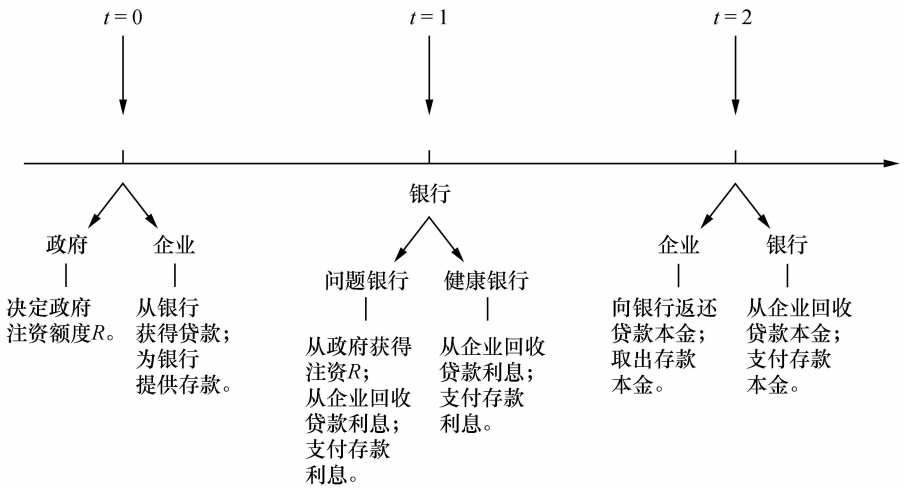 t = 0
t = 1
t = 2
银行
政府
企业
企业
银行
问题银行
健康银行
决定政府
注资额度R。
从银行
获得贷款；
为银行
提供存款。
从政府获得
注资R；
从企业回收
贷款利息；
支付存款
利息。
从企业回收
贷款利息；
支付存款
利息。
向银行返还
贷款本金；
取出存款
本金。
从企业回收
贷款本金；
支付存款
本金。